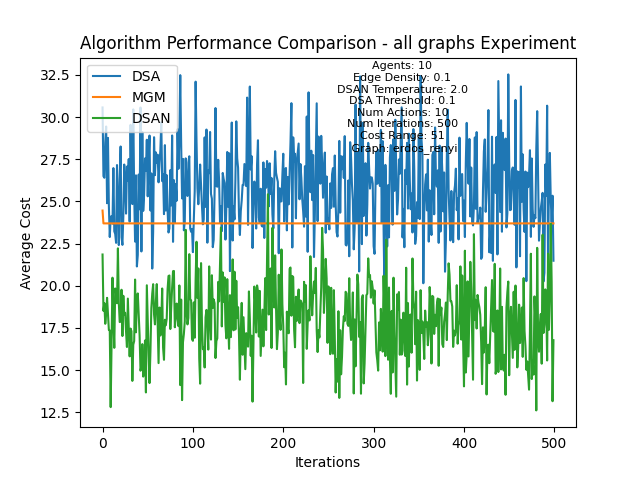 Algorithm Performance Comparison - all graphs Experiment
DSA
MGM
DSAN
Agents: 10
Edge Density: 0.1
DSAN Temperature: 2.0
DSA Threshold: 0.1
Num Actions: 10
Num Iterations: 500
Cost Range: 51
Graph: erdos_renyi
Average Cost
32.5
30.0
27.5
25.0
22.5
20.0
17.5
15.0
12.5
0 100 200 300 400 500
Iterations